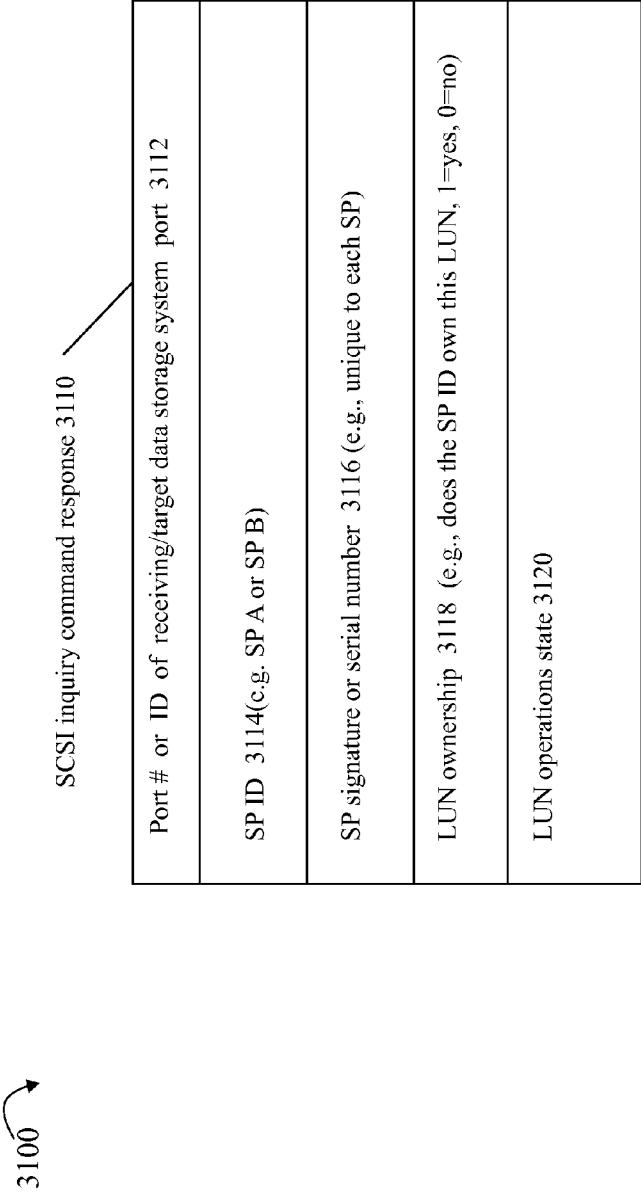 3100
SCSI inquiry command response 3110
Port # or ID of receiving/target data storage system port 3112
SP ID 3114(e.g. SP A or SP B)
SP signature or serial number 3116 (e.g., unique to each SP)
LUN ownership 3118 (e.g., does the SP ID own this LUN, 1=yes, 0=no)
LUN operations state 3120